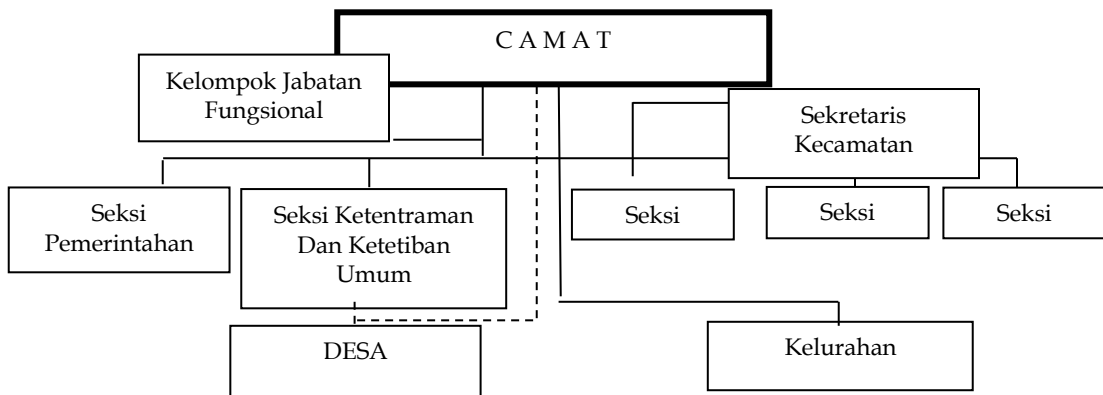 C A M A T
Kelompok Jabatan
Fungsional
Sekretaris
Kecamatan
Seksi
Pemerintahan
Seksi Ketentraman
Dan Ketetiban
Umum
Seksi
Seksi
Seksi
DESA
Kelurahan